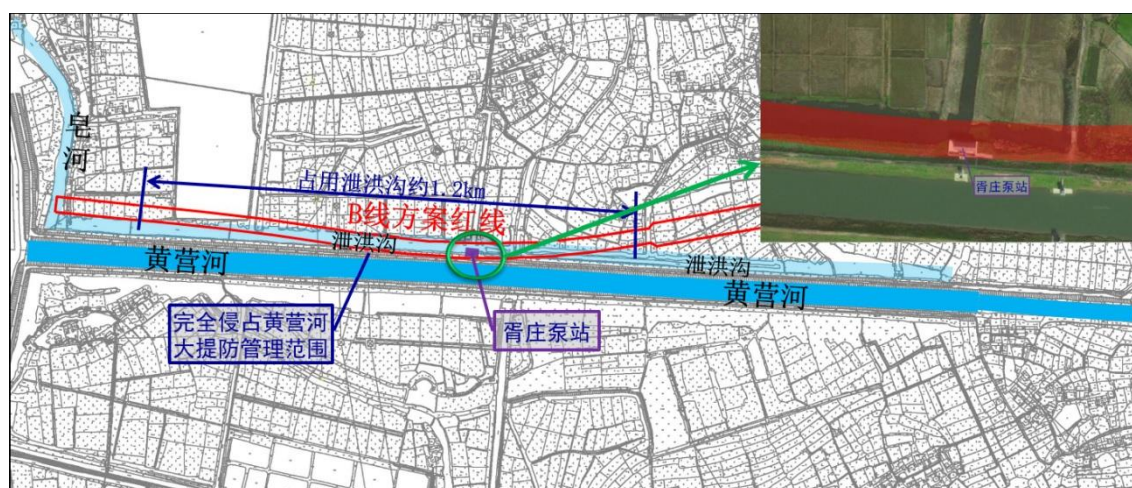 皂河
占用泄洪沟约1.2km
B线方案红线
泄洪沟
黄营河
泄洪沟
黄营河
完全侵占黄营河
大提防管理范围
胥庄泵站
胥庄泵站